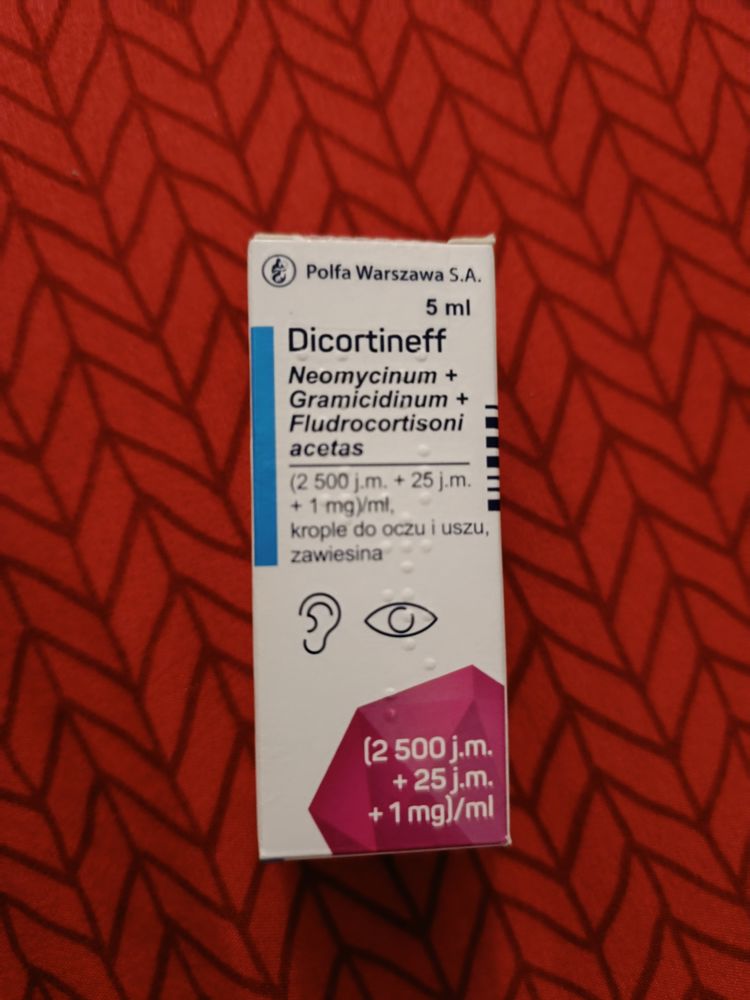 Polfa Warszawa S.A.
5 ml
Dicortineff
Neomycinum +
Gramicidinum +
Fludrocortisoni
acetas
(2 500 j.m. + 25 j.m.
+ 1 mg)/ml,
krople do oczu i uszu,
zawiesina
(2 500 j.m.
+ 25 j.m.
+ 1 mg)/ml